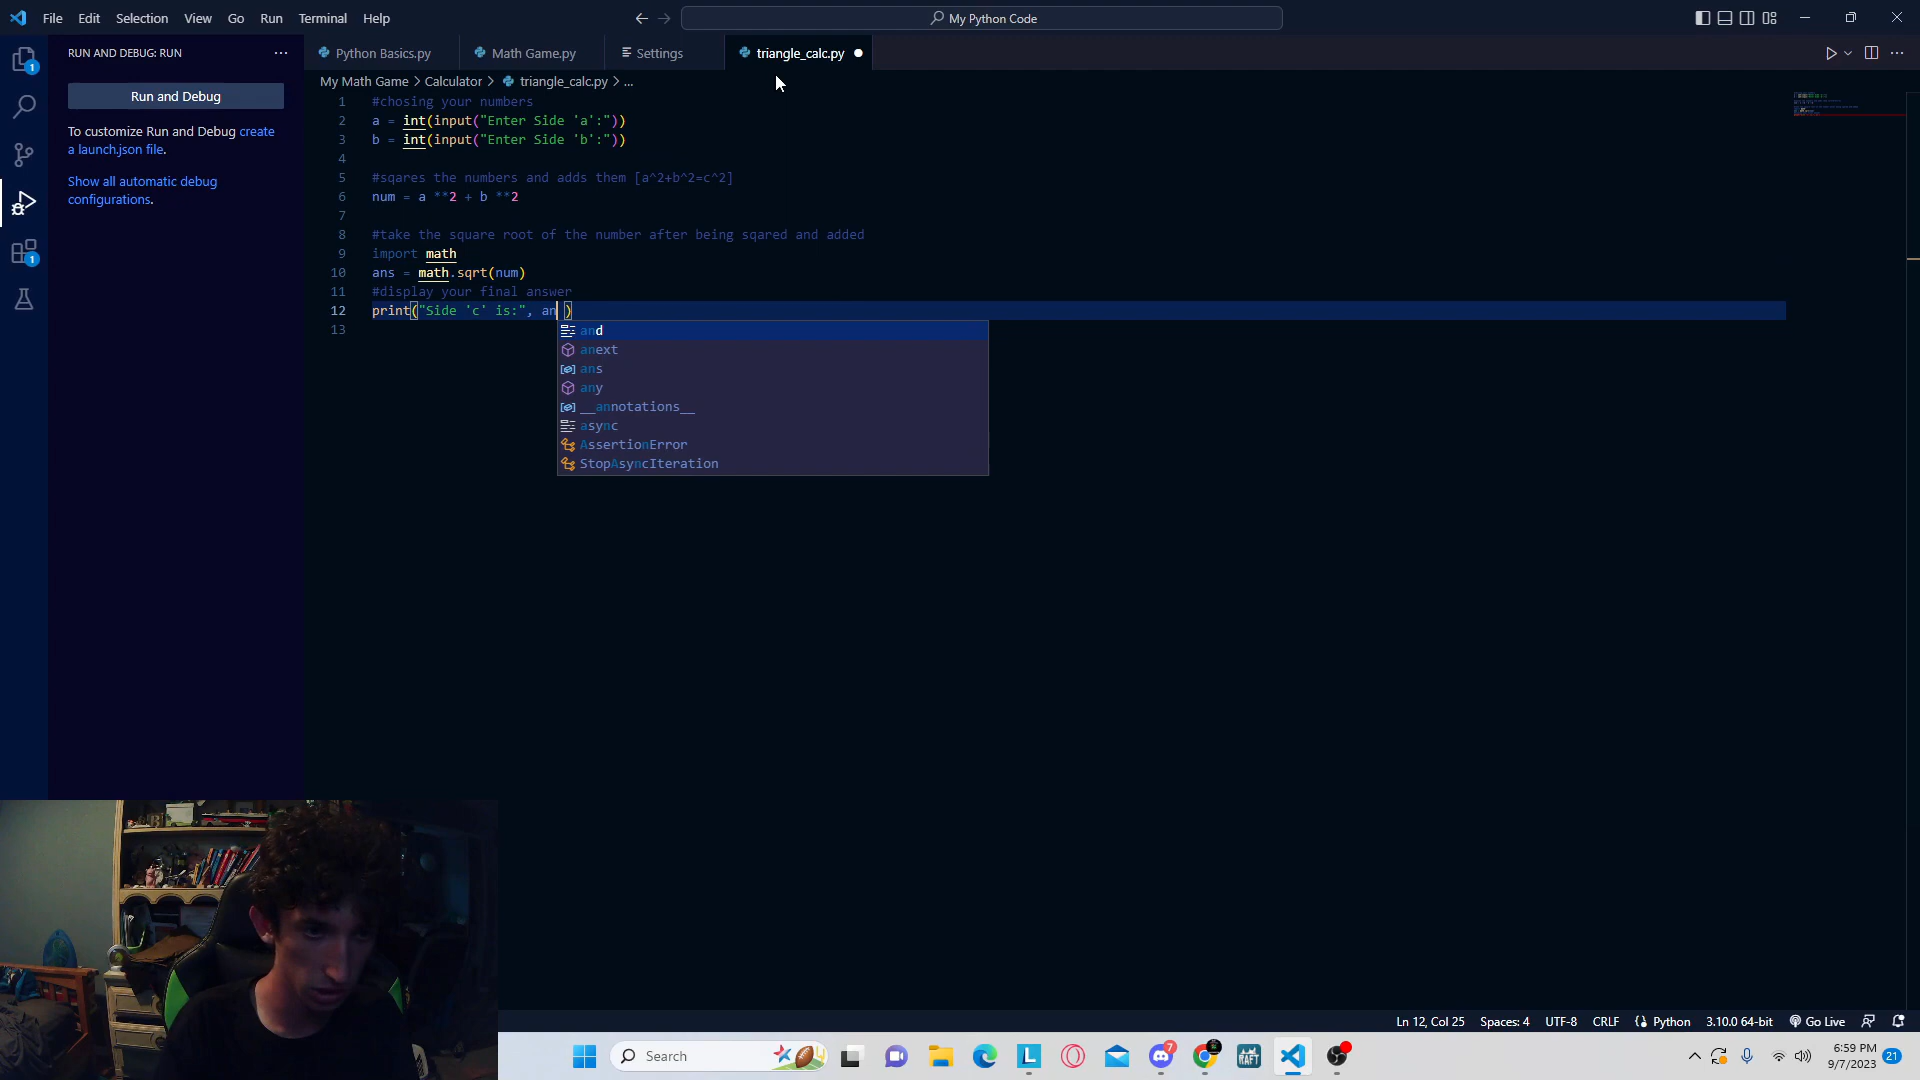 File Edit Selection View Go Run Terminal Help
My Python Code
RUN AND DEBUG: RUN
Python Basics.py
Math Game.py
Settings
triangle_calc.py
My Math Game > Calculator > triangle_calc.py > ...
Run and Debug
To customize Run and Debug create
a launch.json file.
Show all automatic debug
configurations.
1 #chosing your numbers
2 a = int(input("Enter Side 'a':"))
3 b = int(input("Enter Side 'b':"))
4
5 #sqares the numbers and adds them [a^2+b^2=c^2]
6 num = a **2 + b **2
7
8 #take the square root of the number after being sqared and added
9 import math
10 ans = math.sqrt(num)
11 #display your final answer
12 print("Side 'c' is:", an )
13
and
anext
ans
any
__annotations__
async
AssertionError
StopAsyncIteration
1
1
Ln 12, Col 25 Spaces: 4 UTF-8 CRLF Python 3.10.0 64-bit Go Live
Search
L
7
RAFT
6:59 PM
9/7/2023
21